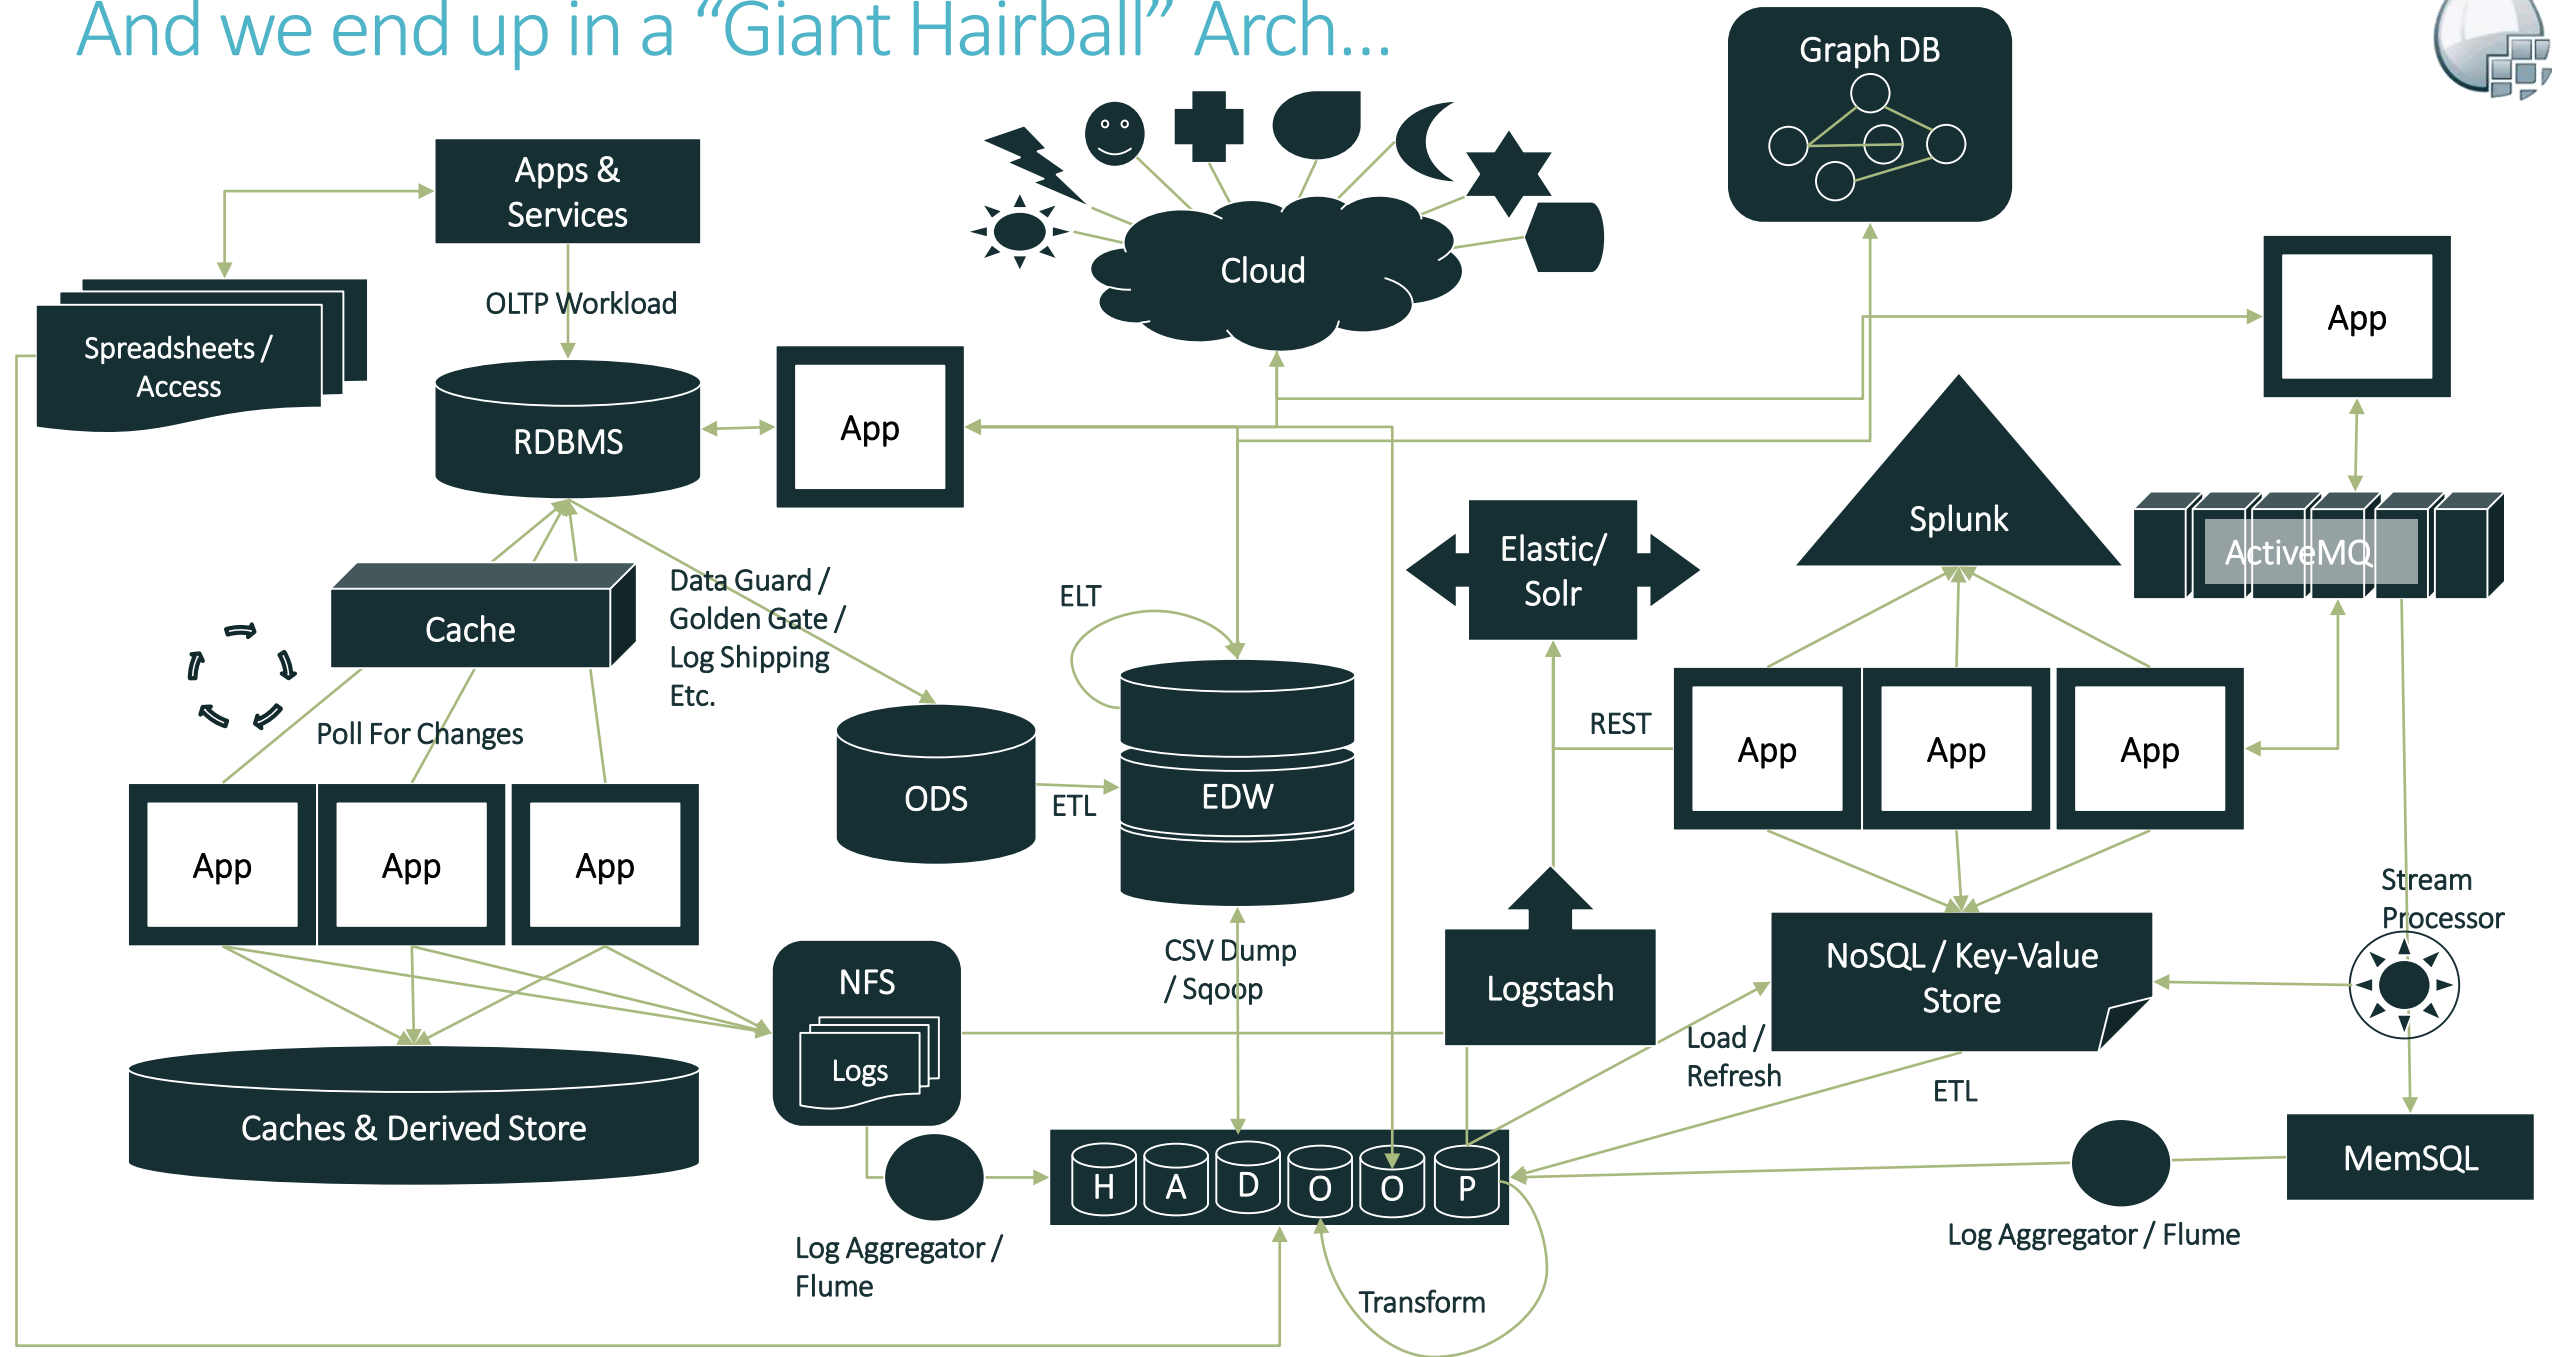 And we end up in a “Giant Hairball” Arch...
Graph DB
Apps &
Services
Cloud
OLTP Workload
App
Spreadsheets /
Access
RDBMS
App
Splunk
ActiveMQ
Elastic/
Solr
Data Guard /
Golden Gate /
Log Shipping
Etc.
ELT
Cache
Poll For Changes
REST
App
App
App
ODS
ETL
EDW
App
App
App
Stream
Processor
NFS
Logs
CSV Dump
/ Sqoop
Logstash
NoSQL / Key-Value
Store
Load /
Refresh
ETL
Caches & Derived Store
H A D O O P
MemSQL
Log Aggregator /
Flume
Log Aggregator / Flume
Transform